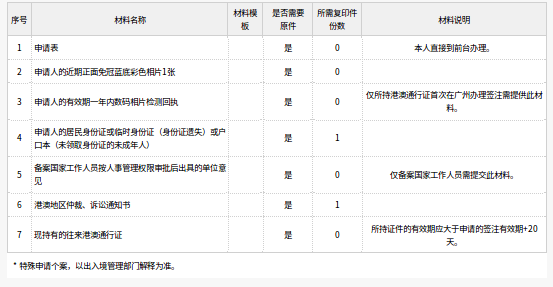 序号 材料名称 材料模板 是否需要原件 所需复印件份数 材料说明
1 申请表 是 0 本人直接到前台办理。
2 申请人的近期正面免冠蓝底彩色相片1张 是 0
3 申请人的有效期一年内数码相片检测回执 是 0 仅所持港澳通行证首次在广州办理签注需提供此材料。
4 申请人的居民身份证或临时身份证（身份证遗失）或户口本（未领取身份证的未成年人） 是 1
5 备案国家工作人员按人事管理权限审批后出具的单位意见 是 0 仅备案国家工作人员需提交此材料。
6 港澳地区仲裁、诉讼通知书 是 1
7 现持有的往来港澳通行证 是 0 所持证件的有效期应大于申请的签注有效期+20天。
* 特殊申请个案，以出入境管理部门解释为准。